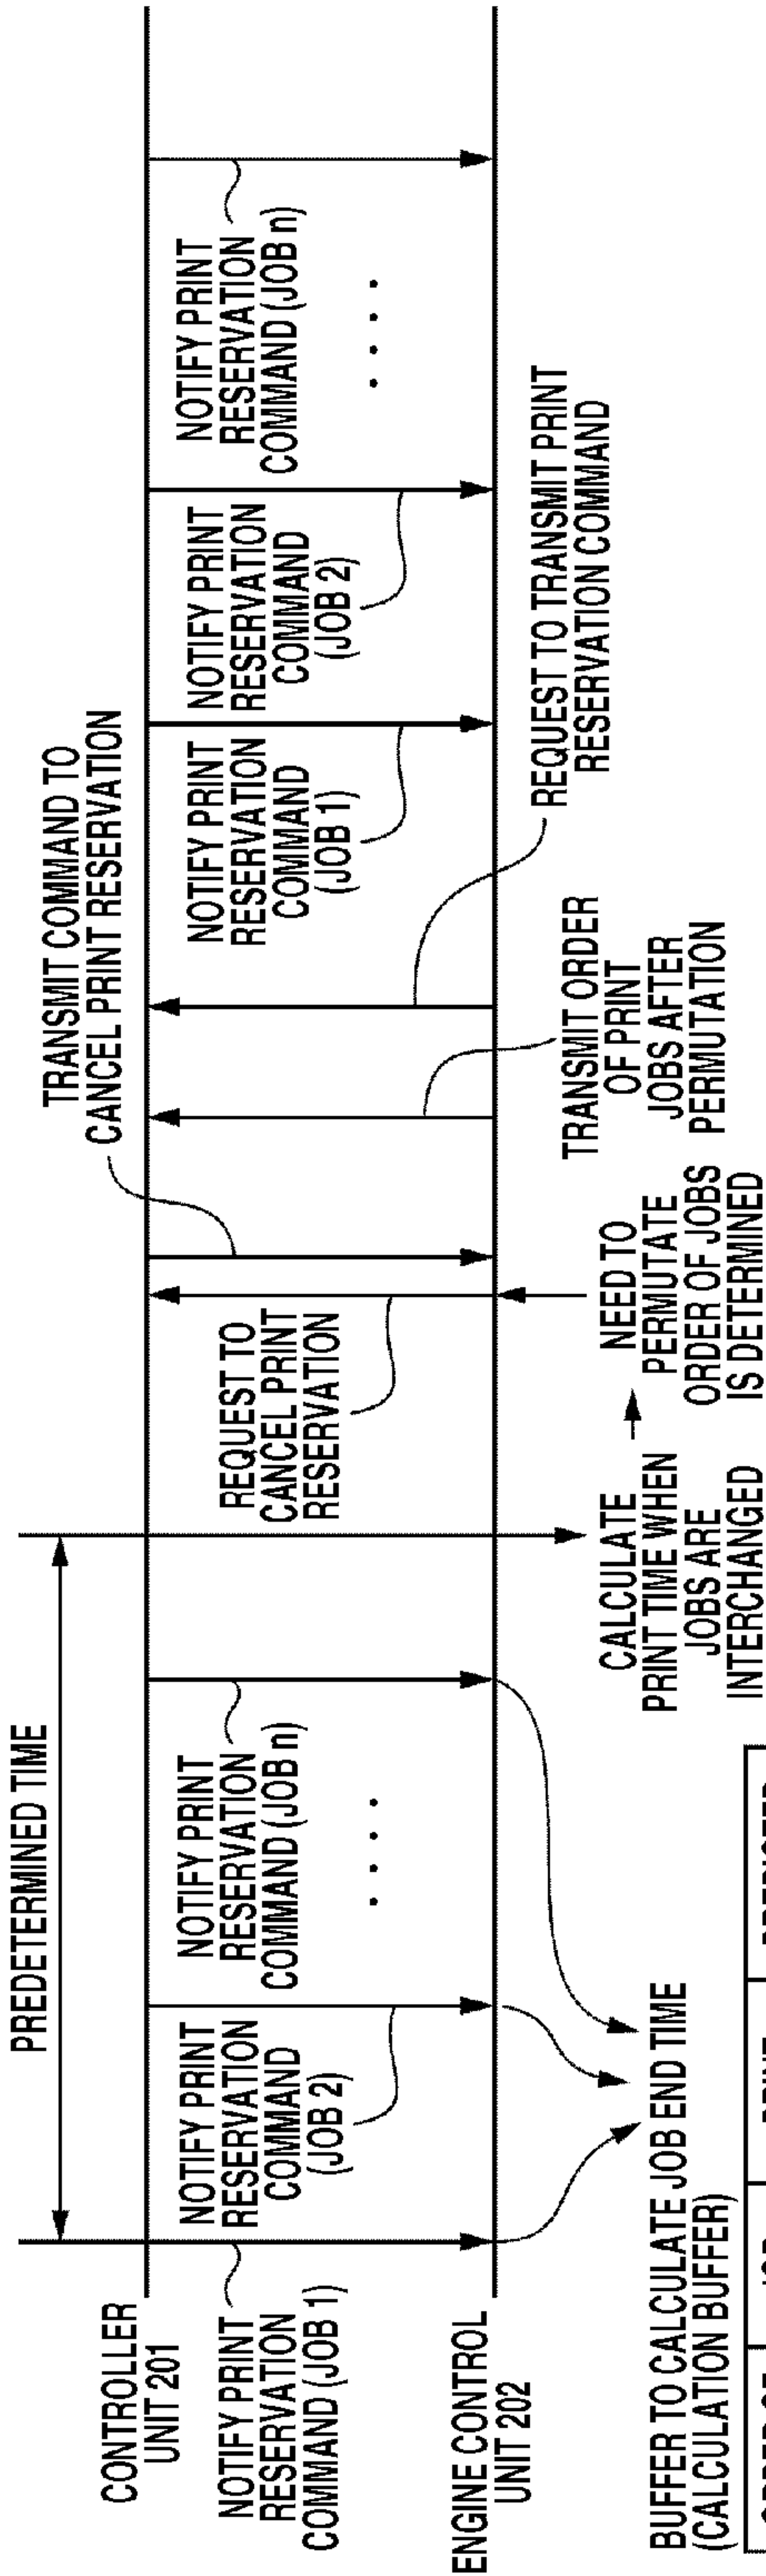 PREDETERMINED TIME
CONTROLLER
UNIT 201
NOTIFY PRINT
RESERVATION
COMMAND (JOB 1)
ENGINE CONTROL
UNIT 202
NOTIFY PRINT
RESERVATION
COMMAND
(JOB 2)
NOTIFY PRINT
RESERVATION
COMMAND (JOB n)
BUFFER TO CALCULATE JOB END TIME
(CALCULATION BUFFER)
CALCULATE
PRINT TIME WHEN
JOBS ARE
INTERCHANGED
REQUEST TO
CANCEL PRINT
RESERVATION
NEED TO
PERMUTATE
ORDER OF JOBS
IS DETERMINED
TRANSMIT COMMAND TO
CANCEL PRINT RESERVATION
TRANSMIT ORDER
OF PRINT
JOBS AFTER
PERMUTATION
REQUEST TO TRANSMIT PRINT
RESERVATION COMMAND
NOTIFY PRINT
RESERVATION
COMMAND
(JOB 1)
NOTIFY PRINT
RESERVATION
COMMAND
(JOB 2)
NOTIFY PRINT
RESERVATION
COMMAND (JOB n)